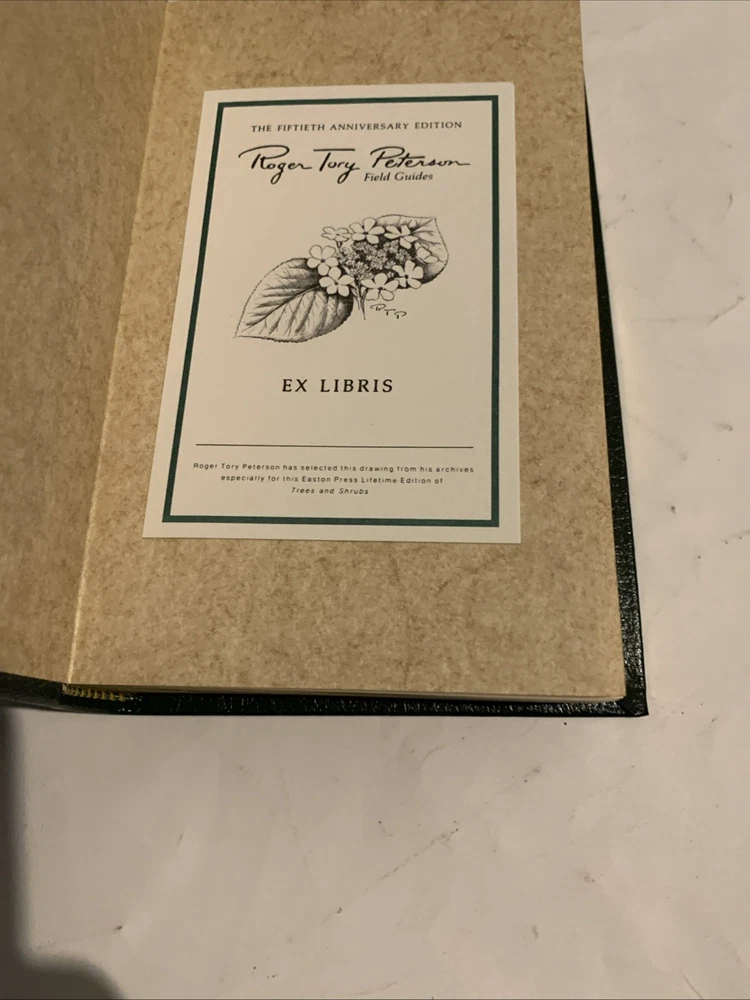 THE FIFTIETH ANNIVERSARY EDITION
Roger Tory Peterson
Field Guides
RTP
EX LIBRIS
Roger Tory Peterson has selected this drawing from his archives
especially for this Easton Press Lifetime Edition of
Trees and Shrubs